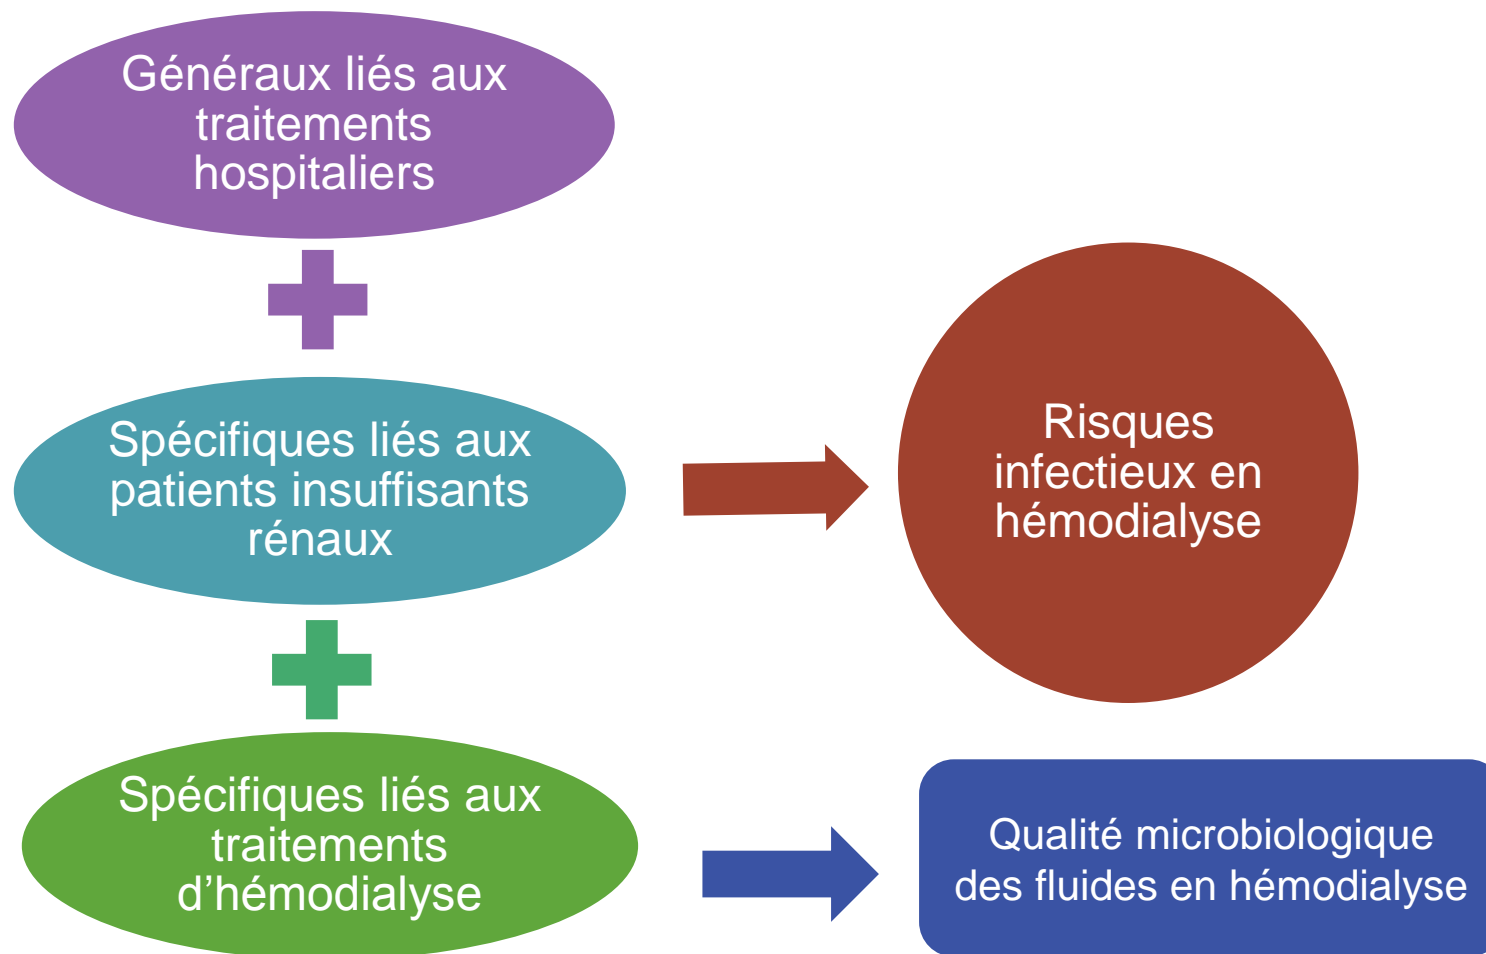 Généraux liés aux
traitements
hospitaliers
Spécifiques liés aux
patients insuffisants
rénaux
Risques
infectieux en
hémodialyse
Spécifiques liés aux
traitements
d’hémodialyse
Qualité microbiologique
des fluides en hémodialyse